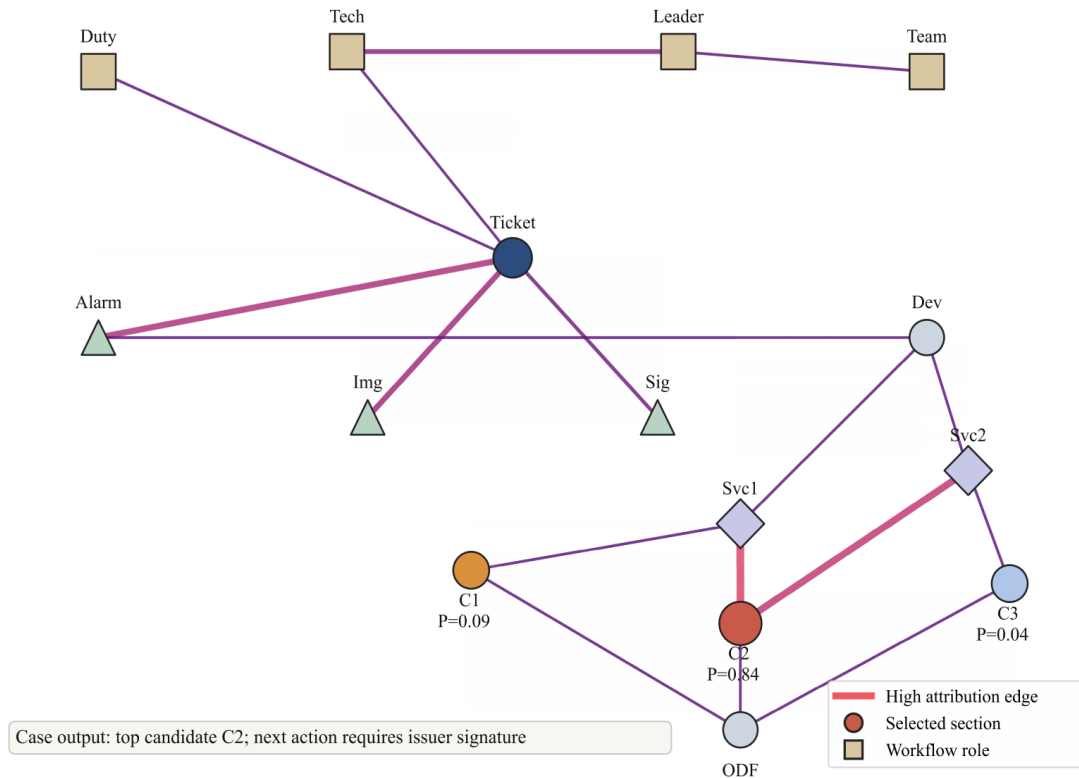 Tech
Leader
Duty
Team
Ticket
Alarm
Dev
Img
Sig
Svc2
Svc1
C1
P=0.09
C3
P=0.04
C2
P=0.84
High attribution edge
Selected section
Workflow role
Case output: top candidate C2; next action requires issuer signature
ODF